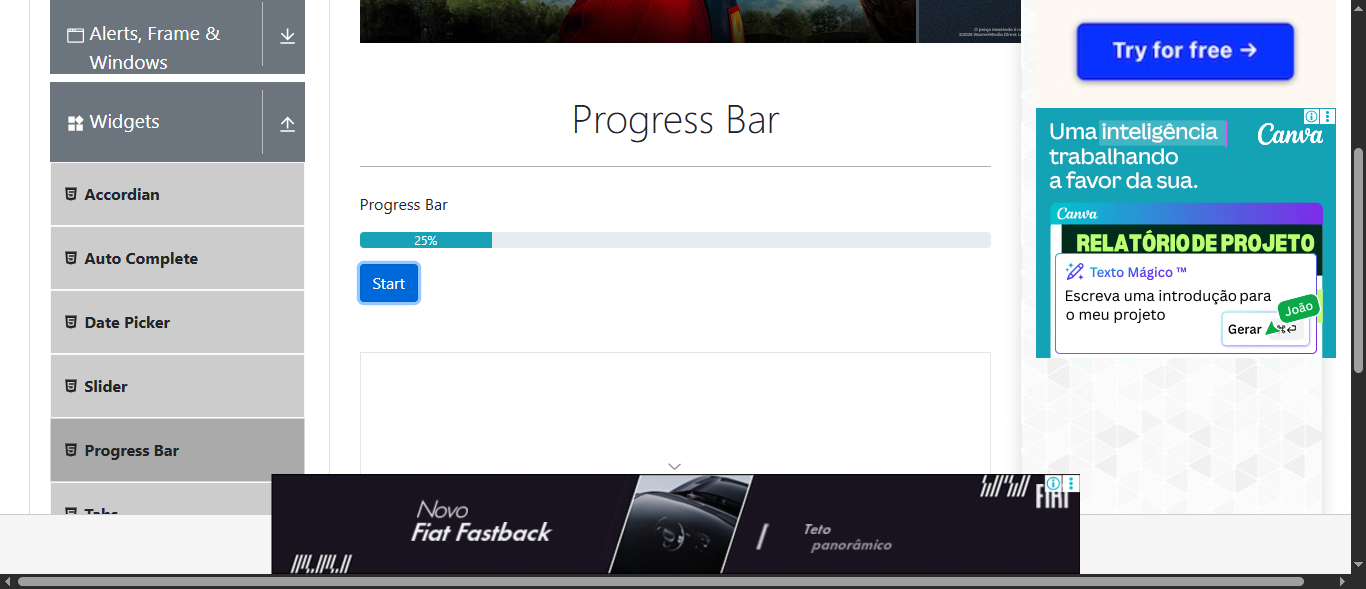 Alerts, Frame &
Windows
Widgets
Accordian
Auto Complete
Date Picker
Slider
Progress Bar
Tabs
Progress Bar
Progress Bar
25%
Start
Try for free →
Uma inteligência
trabalhando
a favor da sua.
Canva
Canva
RELATÓRIO DE PROJETO
Texto Mágico ™
Escreva uma introdução para
o meu projeto
João
Gerar ⌘↵
Novo
Fiat Fastback
Teto
panorâmico
FIAT